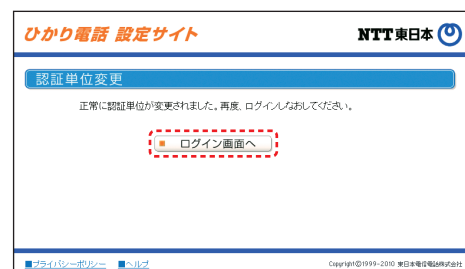 ひかり電話 設定サイト
NTT東日本
認証単位変更
正常に認証単位が変更されました。再度、ログインしなおしてください。
ログイン画面へ
■プライバシーポリシー ■ヘルプ
Copyright©1999-2010 東日本電信電話株式会社